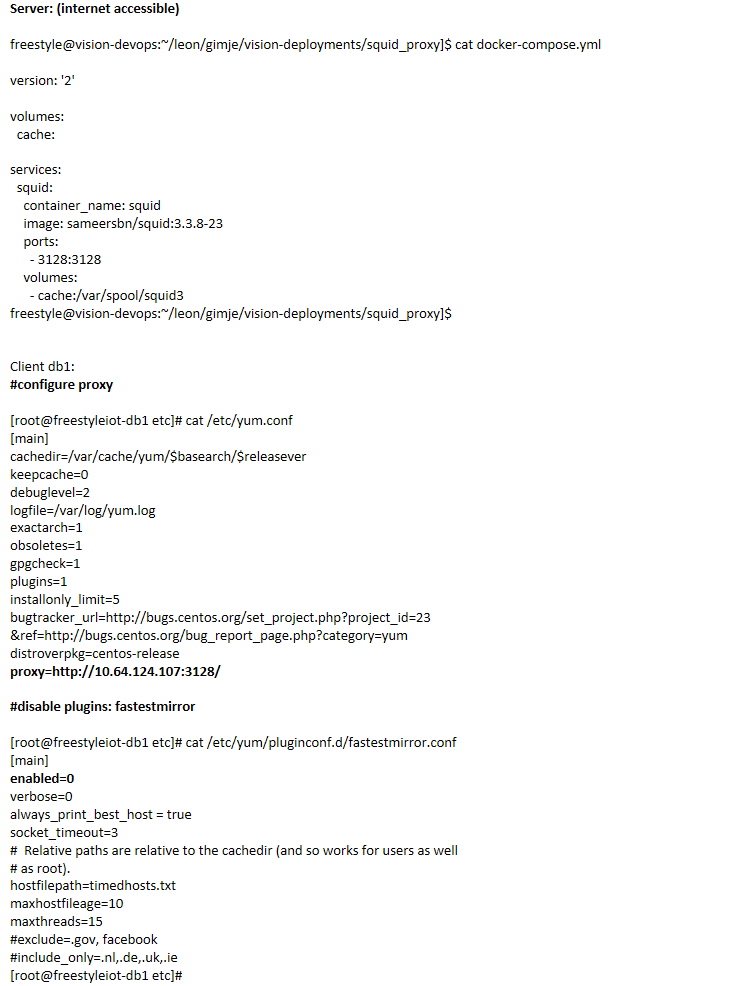 Server: (internet accessible)
freestyle@vision-devops:~/leon/gimje/vision-deployments/squid_proxy]$ cat docker-compose.yml
version: '2'
volumes:
cache:
services:
squid:
container_name: squid
image: sameersbn/squid:3.3.8-23
ports:
- 3128:3128
volumes:
- cache:/var/spool/squid3
freestyle@vision-devops:~/leon/gimje/vision-deployments/squid_proxy]$
Client db1:
#configure proxy
[root@freestyleiot-db1 etc]# cat /etc/yum.conf
[main]
cachedir=/var/cache/yum/$basearch/$releasever
keepcache=0
debuglevel=2
logfile=/var/log/yum.log
exactarch=1
obsoletes=1
gpgcheck=1
plugins=1
installonly_limit=5
bugtracker_url=http://bugs.centos.org/set_project.php?project_id=23
&ref=http://bugs.centos.org/bug_report_page.php?category=yum
distroverpkg=centos-release
proxy=http://10.64.124.107:3128/
#disable plugins: fastestmirror
[root@freestyleiot-db1 etc]# cat /etc/yum/pluginconf.d/fastestmirror.conf
[main]
enabled=0
verbose=0
always_print_best_host = true
socket_timeout=3
#  Relative paths are relative to the cachedir (and so works for users as well
# as root).
hostfilepath=timedhosts.txt
maxhostfileage=10
maxthreads=15
#exclude=.gov, facebook
#include_only=.nl,.de,.uk,.ie
[root@freestyleiot-db1 etc]#